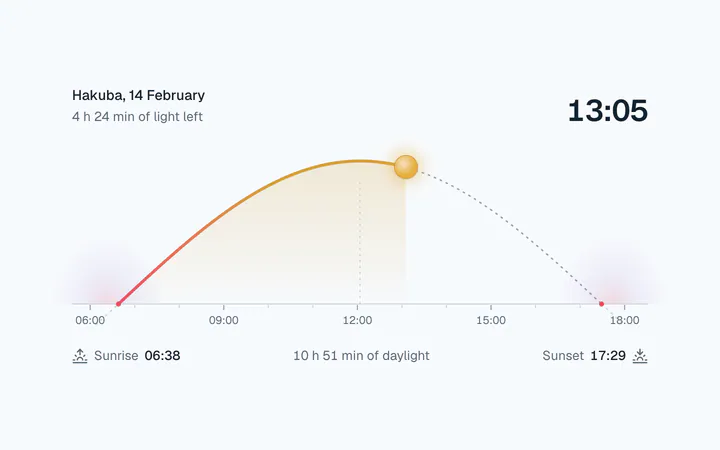 Hakuba, 14 February
4 h 24 min of light left
13:05
06:00 09:00 12:00 15:00 18:00
Sunrise 06:38 10 h 51 min of daylight Sunset 17:29